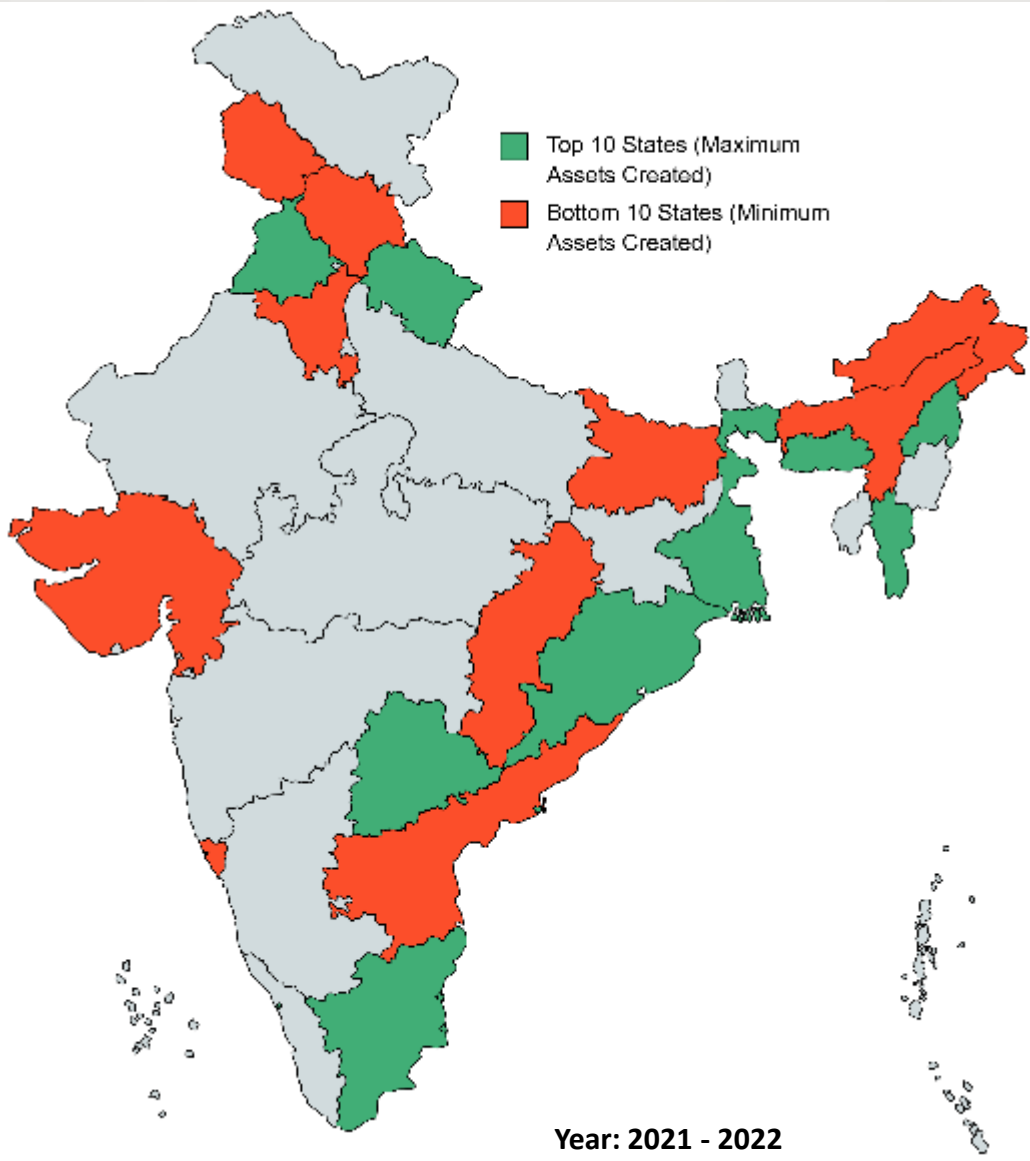 Top 10 States (Maximum
Assets Created)
Bottom 10 States (Minimum
Assets Created)
Year: 2021 - 2022